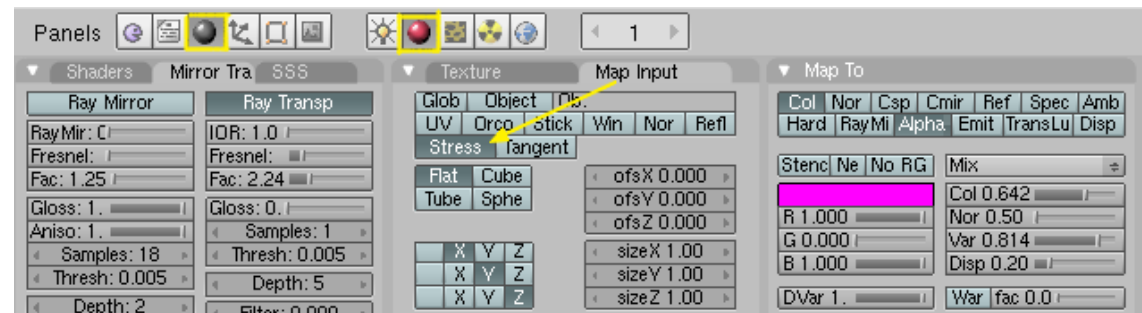 Panels 1
Shaders Mirror Tra SSS
Ray Mirror Ray Transp
RayMir: 0 IOR: 1.0
Fresnel: Fresnel:
Fac: 1.25 Fac: 2.24
Gloss: 1. Gloss: 0.
Aniso: 1. Samples: 1
Samples: 18 Thresh: 0.005
Thresh: 0.005 Depth: 5
Depth: 2 Filter: 0.000
Texture Map Input
Glob Object Ob:
UV Orco Stick Win Nor Refl
Stress Tangent
Flat Cube ofsX 0.000
Tube Sphe ofsY 0.000
ofsZ 0.000
X Y Z sizeX 1.00
X Y Z sizeY 1.00
X Y Z sizeZ 1.00
Map To
Col Nor Csp Cmir Ref Spec Amb
Hard RayMi Alpha Emit TransLu Disp
Stenc Ne No RG Mix
Col 0.642
R 1.000 Nor 0.50
G 0.000 Var 0.814
B 1.000 Disp 0.20
DVar 1. War fac 0.0